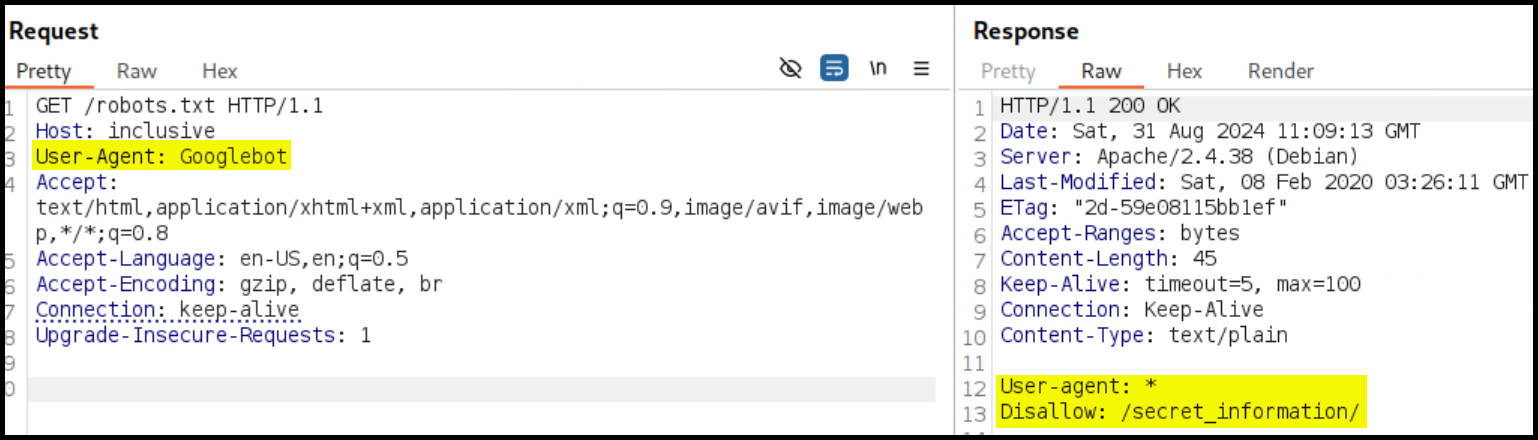 Request
Pretty Raw Hex \n
1 GET /robots.txt HTTP/1.1
2 Host: inclusive
3 User-Agent: Googlebot
4 Accept:
text/html,application/xhtml+xml,application/xml;q=0.9,image/avif,image/web
p,*/*;q=0.8
5 Accept-Language: en-US,en;q=0.5
6 Accept-Encoding: gzip, deflate, br
7 Connection: keep-alive
8 Upgrade-Insecure-Requests: 1
9
0
Response
Pretty Raw Hex Render
1 HTTP/1.1 200 OK
2 Date: Sat, 31 Aug 2024 11:09:13 GMT
3 Server: Apache/2.4.38 (Debian)
4 Last-Modified: Sat, 08 Feb 2020 03:26:11 GMT
5 ETag: "2d-59e08115bb1ef"
6 Accept-Ranges: bytes
7 Content-Length: 45
8 Keep-Alive: timeout=5, max=100
9 Connection: Keep-Alive
10 Content-Type: text/plain
11
12 User-agent: *
13 Disallow: /secret_information/